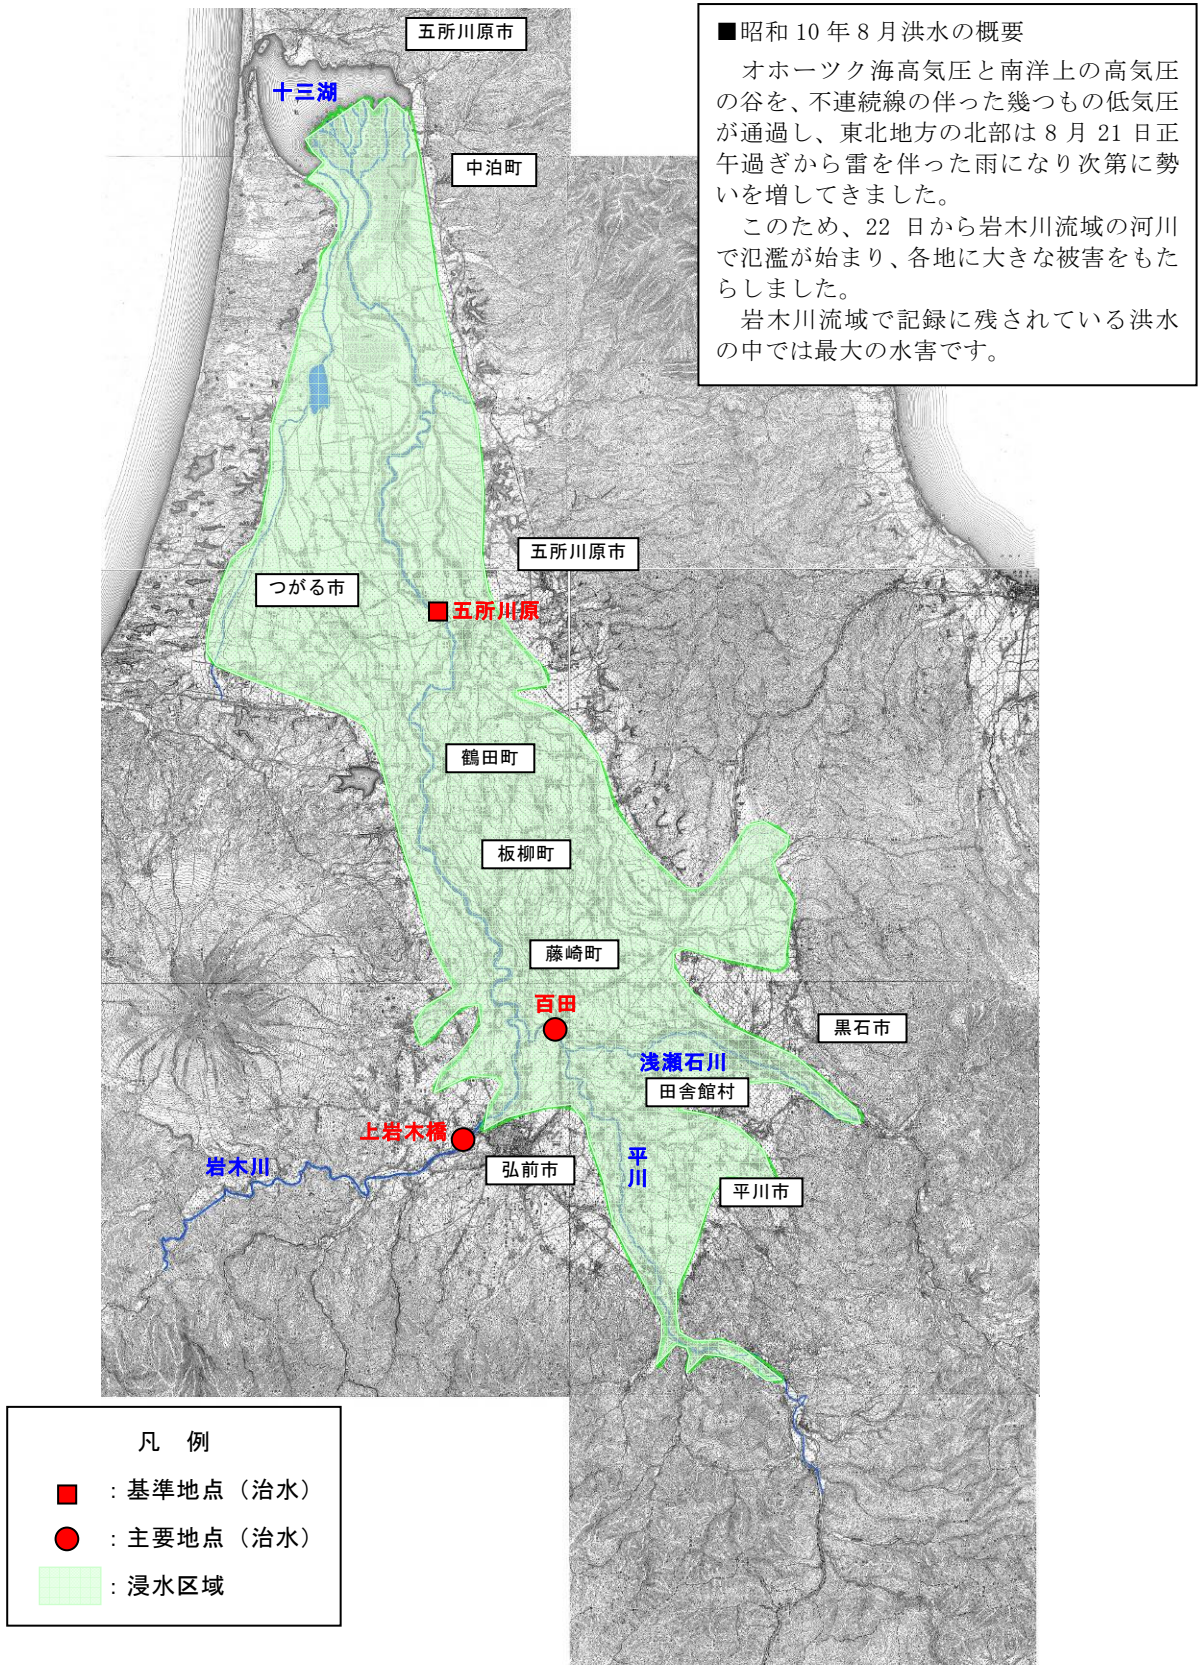 ■昭和 10 年 8 月洪水の概要
オホーツク海高気圧と南洋上の高気圧
の谷を、不連続線の伴った幾つもの低気圧
が通過し、東北地方の北部は 8 月 21 日正
午過ぎから雷を伴った雨になり次第に勢
いを増してきました。
このため、22 日から岩木川流域の河川
で氾濫が始まり、各地に大きな被害をもた
らしました。
岩木川流域で記録に残されている洪水
の中では最大の水害です。
五所川原市
十三湖
中泊町
五所川原市
つがる市
五所川原
鶴田町
板柳町
藤崎町
百田
黒石市
浅瀬石川
田舎館村
上岩木橋
岩木川
弘前市
平川
平川市
凡 例
：基準地点（治水）
：主要地点（治水）
：浸水区域